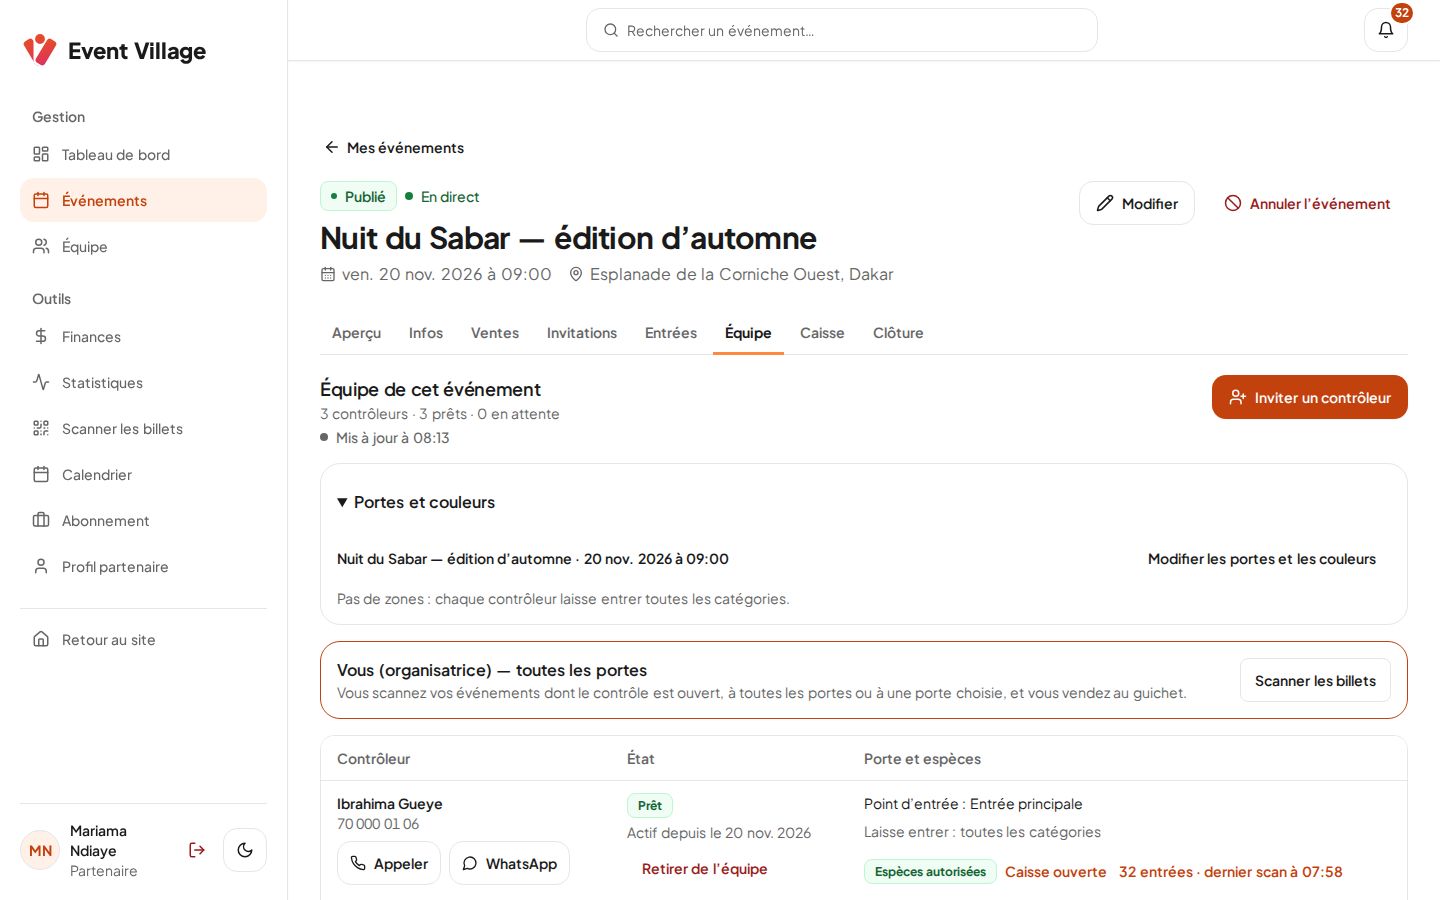 Event Village
Rechercher un événement...
32
Gestion
Tableau de bord
Événements
Équipe
Outils
Finances
Statistiques
Scanner les billets
Calendrier
Abonnement
Profil partenaire
Retour au site
MN
Mariama
Ndiaye
Partenaire
Mes événements
Publié
En direct
Modifier
Annuler l’événement
Nuit du Sabar — édition d’automne
ven. 20 nov. 2026 à 09:00
Esplanade de la Corniche Ouest, Dakar
Aperçu
Infos
Ventes
Invitations
Entrées
Équipe
Caisse
Clôture
Équipe de cet événement
3 contrôleurs · 3 prêts · 0 en attente
Mis à jour à 08:13
Inviter un contrôleur
Portes et couleurs
Nuit du Sabar — édition d’automne · 20 nov. 2026 à 09:00
Modifier les portes et les couleurs
Pas de zones : chaque contrôleur laisse entrer toutes les catégories.
Vous (organisatrice) — toutes les portes
Vous scannez vos événements dont le contrôle est ouvert, à toutes les portes ou à une porte choisie, et vous vendez au guichet.
Scanner les billets
Contrôleur
État
Porte et espèces
Ibrahima Gueye
70 000 01 06
Appeler
WhatsApp
Prêt
Actif depuis le 20 nov. 2026
Retirer de l’équipe
Point d’entrée : Entrée principale
Laisse entrer : toutes les catégories
Espèces autorisées
Caisse ouverte
32 entrées · dernier scan à 07:58